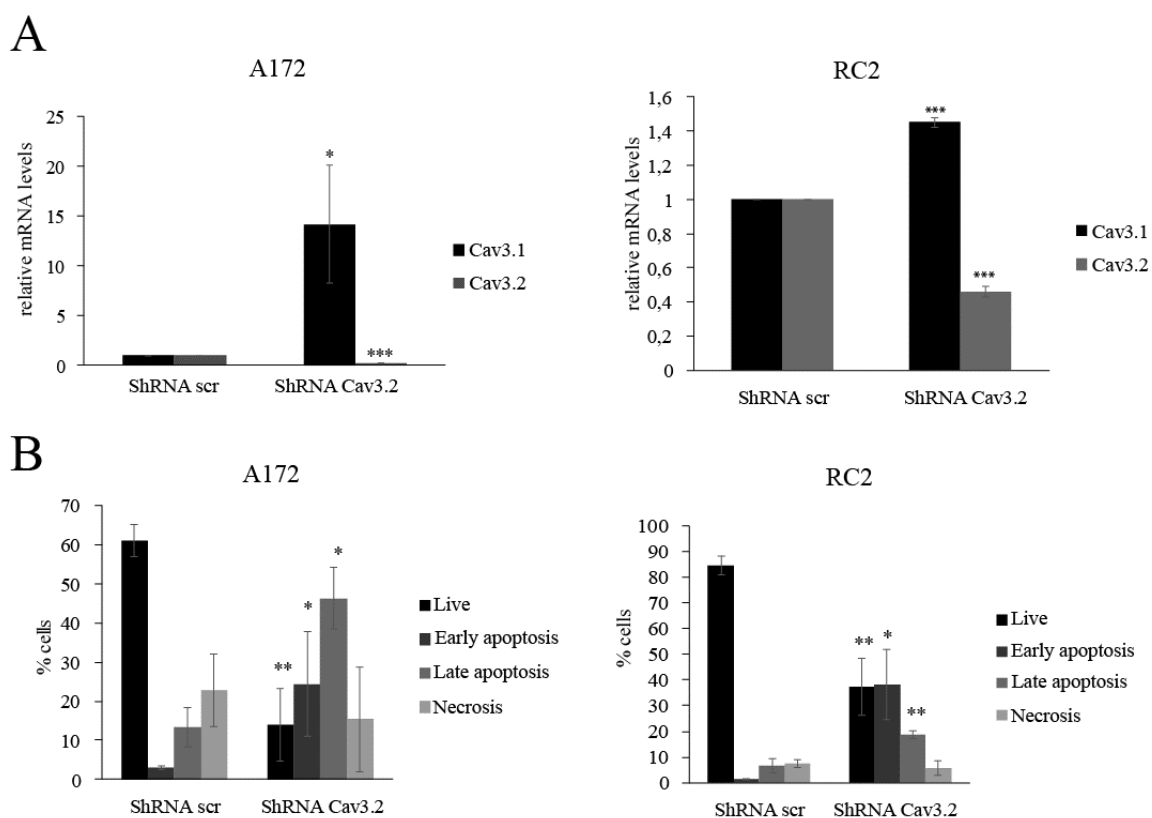 A
A172
relative mRNA levels
25
20
15
10
5
0
*
***
ShRNA scr
ShRNA Cav3.2
Cav3.1
Cav3.2
RC2
relative mRNA levels
1,6
1,4
1,2
1
0,8
0,6
0,4
0,2
0
***
***
ShRNA scr
ShRNA Cav3.2
Cav3.1
Cav3.2
B
A172
% cells
70
60
50
40
30
20
10
0
**
*
*
ShRNA scr
ShRNA Cav3.2
Live
Early apoptosis
Late apoptosis
Necrosis
RC2
% cells
100
90
80
70
60
50
40
30
20
10
0
**
*
**
ShRNA scr
ShRNA Cav3.2
Live
Early apoptosis
Late apoptosis
Necrosis